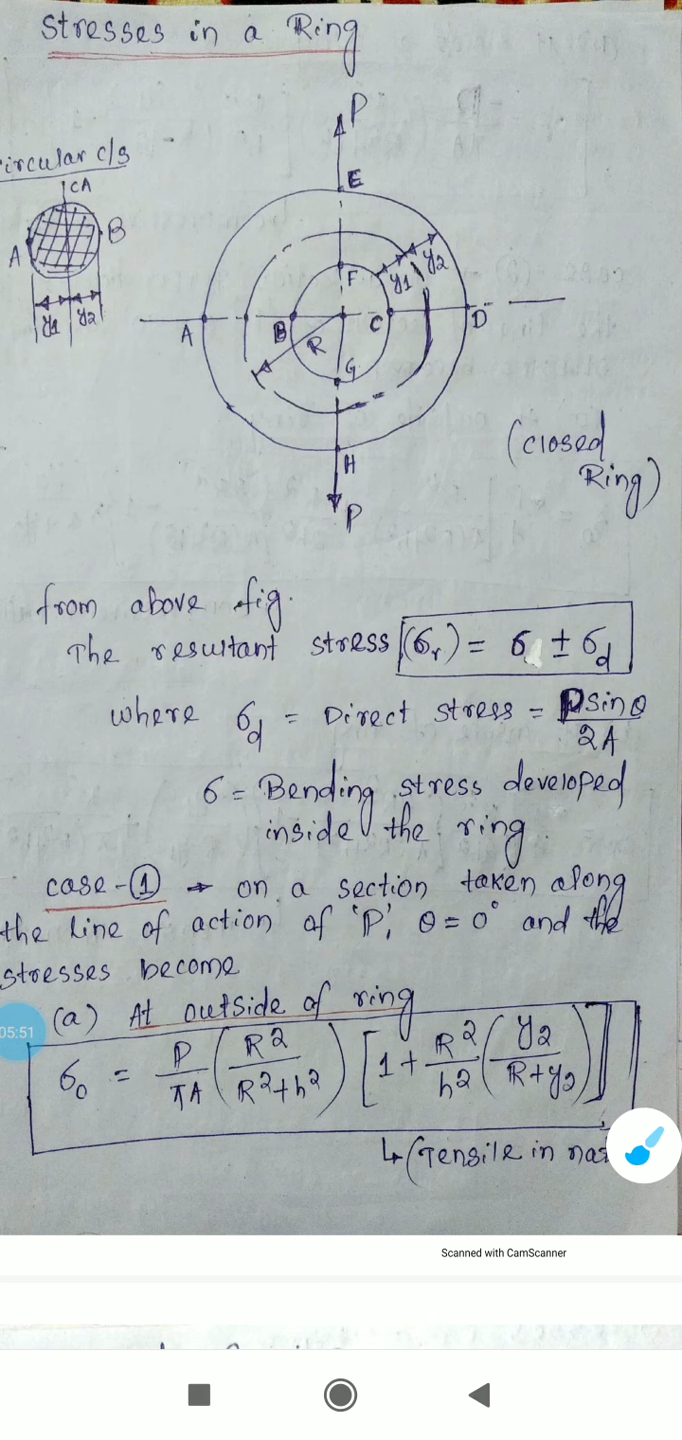 Stresses in a Ring
P
ircular c/s
CA
E
A
B
y1
y2
F
y1
y2
A
B
R
C
D
G
H
P
(closed
Ring)
from above fig.
The resultant stress (σr) = σ ± σd
where σd = Direct stress = PSinθ/2A
σ = Bending stress developed
inside the ring
case-① → on a section taken along
the line of action of 'P', θ = 0° and the
stresses become
(a) At outside of ring
05:51
σ0 = P/πA (R²/R²+h²) [1 + R²/h² (y2/R+y2)]
↳ (Tensile in
Scanned with CamScanner